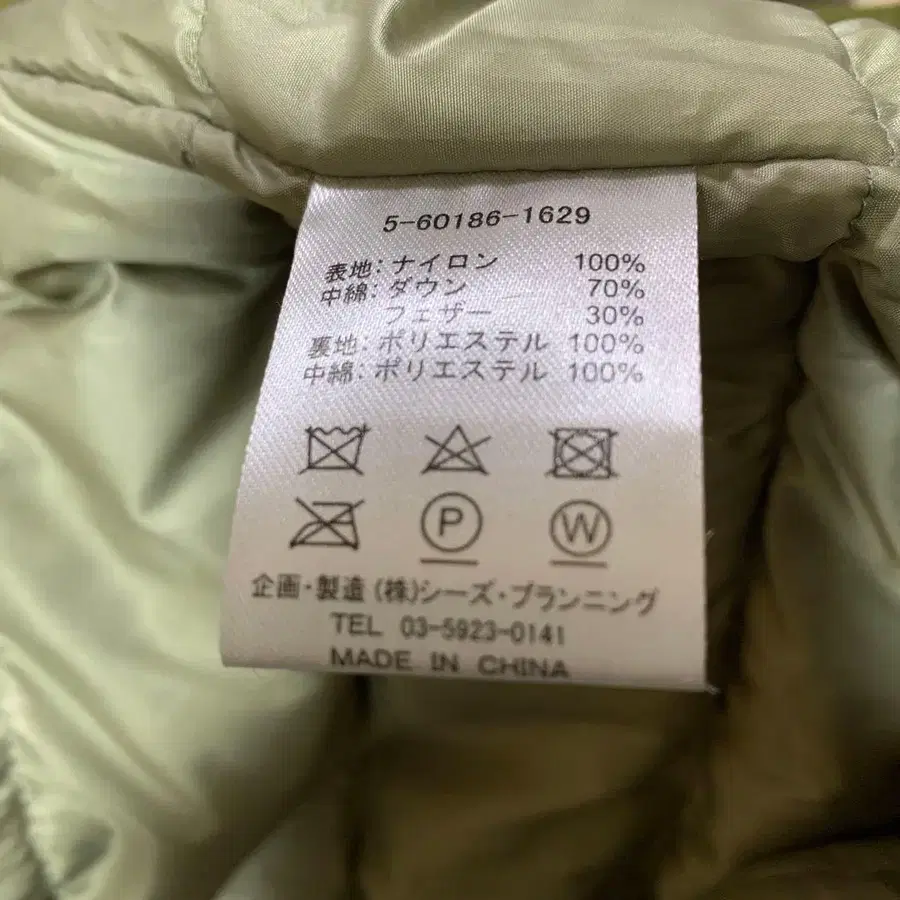 5-60186-1629
表地:ナイロン 100%
中綿:ダウン 70%
フェザー 30%
裏地:ポリエステル 100%
中綿:ポリエステル 100%
P W
企画・製造 (株)シーズ・プランニング
TEL 03-5923-0141
MADE IN CHINA